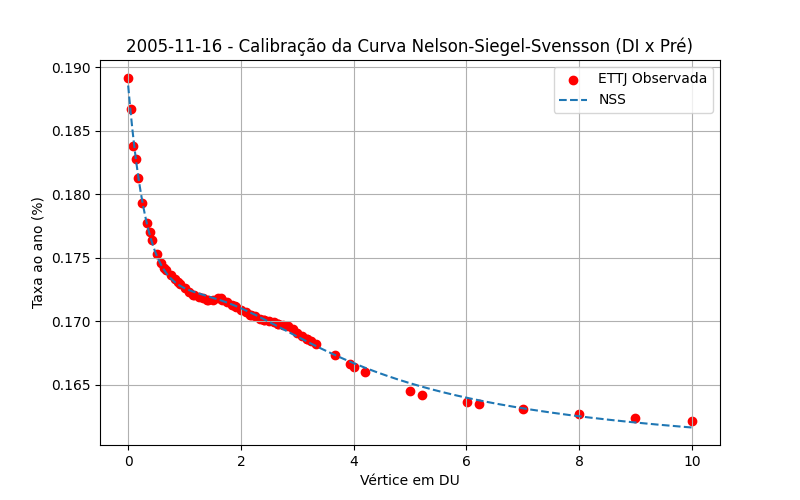 2005-11-16 - Calibração da Curva Nelson-Siegel-Svensson (DI x Pré)
ETTJ Observada
NSS
Taxa ao ano (%)
0.190
0.185
0.180
0.175
0.170
0.165
0 2 4 6 8 10
Vértice em DU